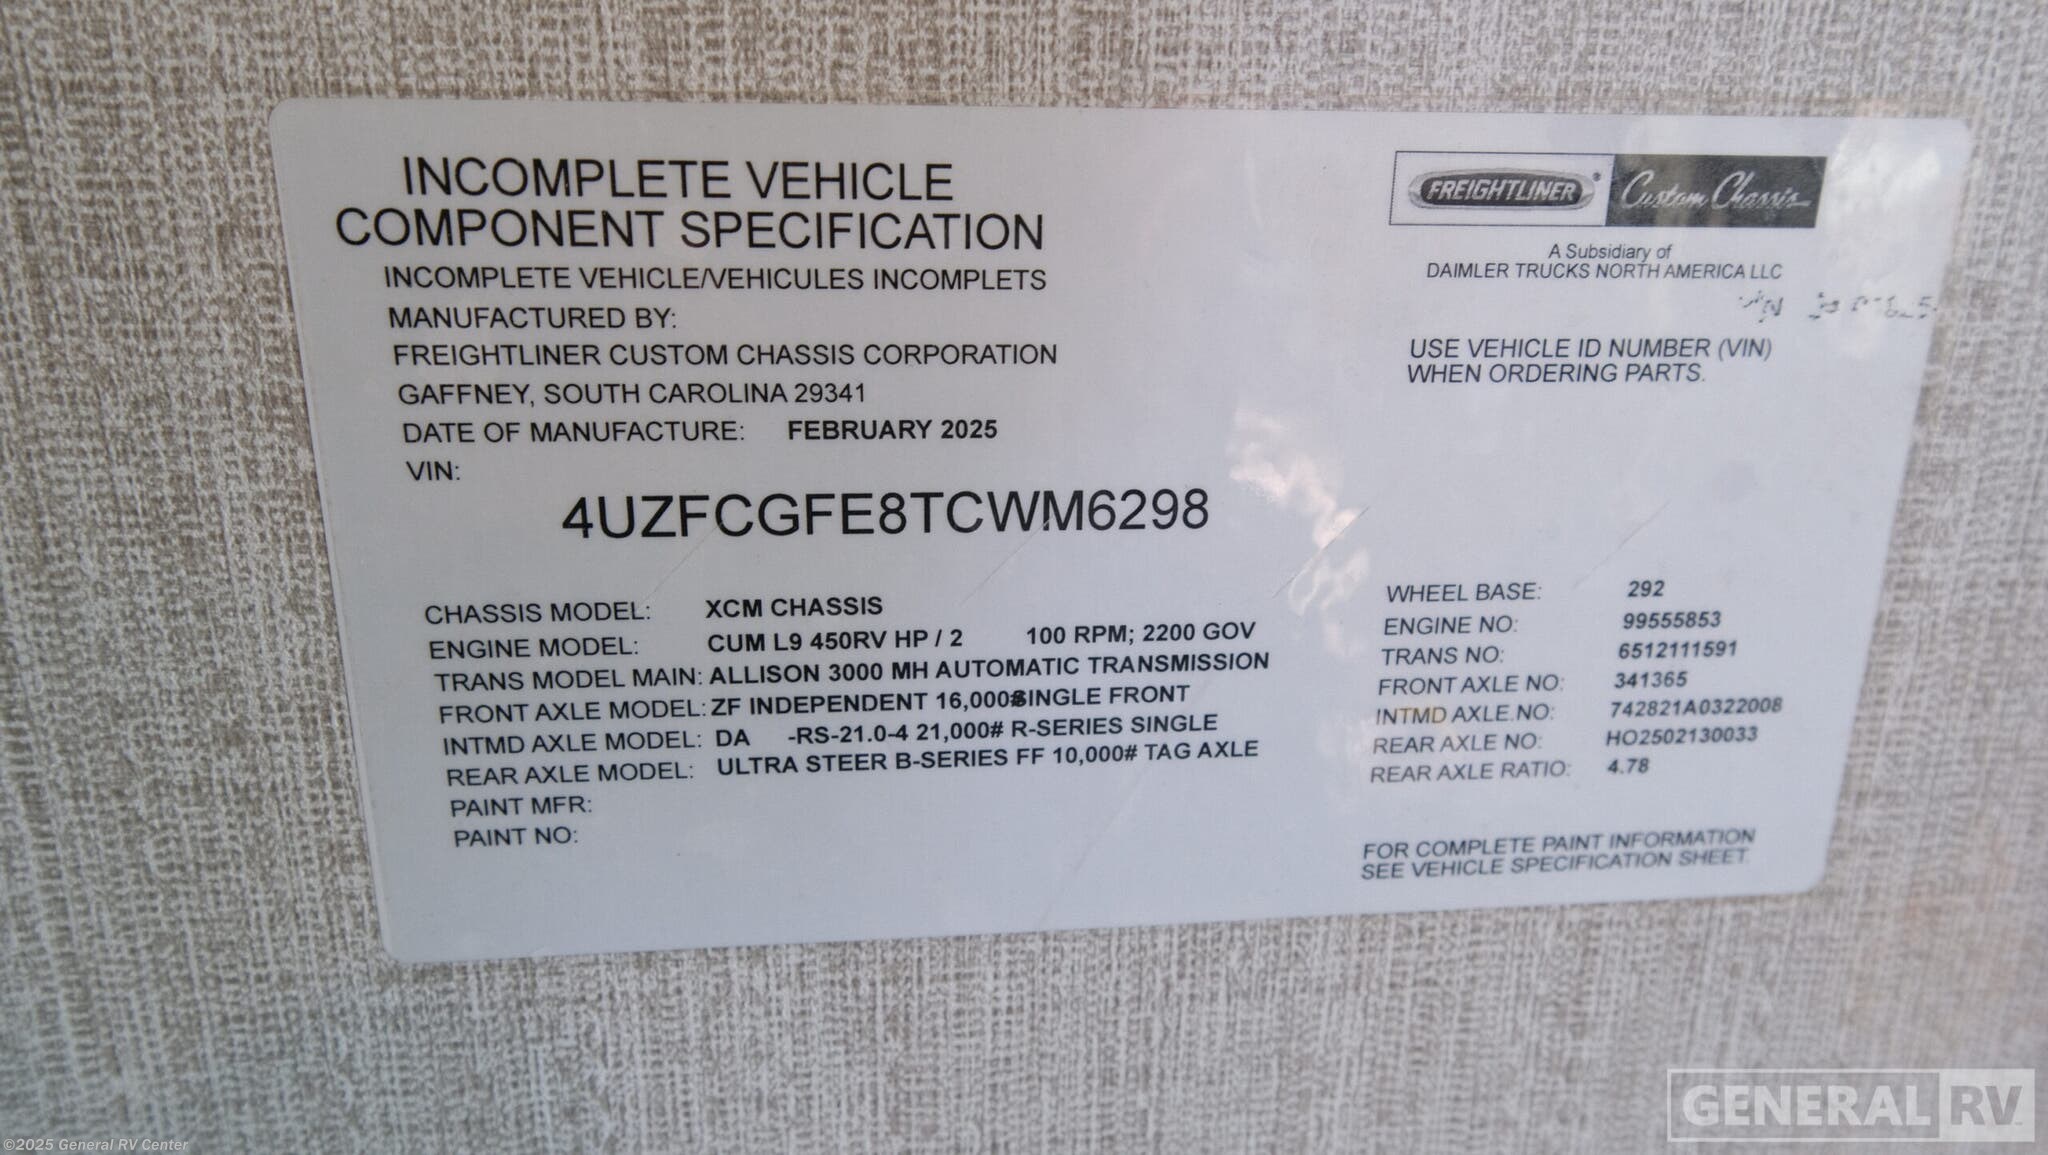 INCOMPLETE VEHICLE
COMPONENT SPECIFICATION
INCOMPLETE VEHICLE/VEHICULES INCOMPLETS
MANUFACTURED BY:
FREIGHTLINER CUSTOM CHASSIS CORPORATION
GAFFNEY, SOUTH CAROLINA 29341
DATE OF MANUFACTURE: FEBRUARY 2025
VIN:
4UZFCGFE8TCWM6298
CHASSIS MODEL: XCM CHASSIS
ENGINE MODEL: CUM L9 450RV HP / 2 100 RPM; 2200 GOV
TRANS MODEL MAIN: ALLISON 3000 MH AUTOMATIC TRANSMISSION
FRONT AXLE MODEL: ZF INDEPENDENT 16,000# SINGLE FRONT
INTMD AXLE MODEL: DA -RS-21.0-4 21,000# R-SERIES SINGLE
REAR AXLE MODEL: ULTRA STEER B-SERIES FF 10,000# TAG AXLE
PAINT MFR:
PAINT NO:
FREIGHTLINER® Custom Chassis
A Subsidiary of
DAIMLER TRUCKS NORTH AMERICA LLC
USE VEHICLE ID NUMBER (VIN)
WHEN ORDERING PARTS.
WHEEL BASE: 292
ENGINE NO: 99555853
TRANS NO: 6512111591
FRONT AXLE NO: 341365
INTMD AXLE.NO: 742821A0322008
REAR AXLE NO: HO2502130033
REAR AXLE RATIO: 4.78
FOR COMPLETE PAINT INFORMATION
SEE VEHICLE SPECIFICATION SHEET.
GENERAL RV
©2025 General RV Center